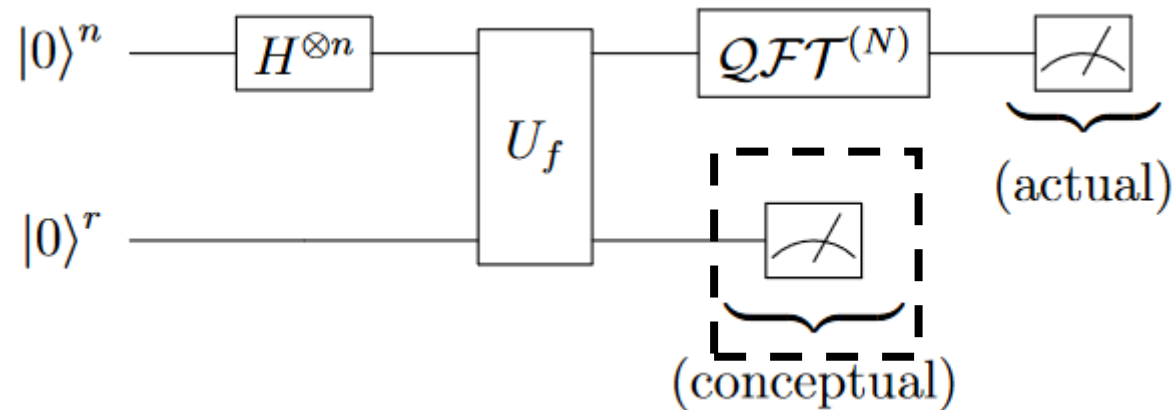 |0⟩ⁿ
H^{⊗n}
U_f
𝒬ℱ𝒯^{(N)}
(actual)
|0⟩ʳ
(conceptual)